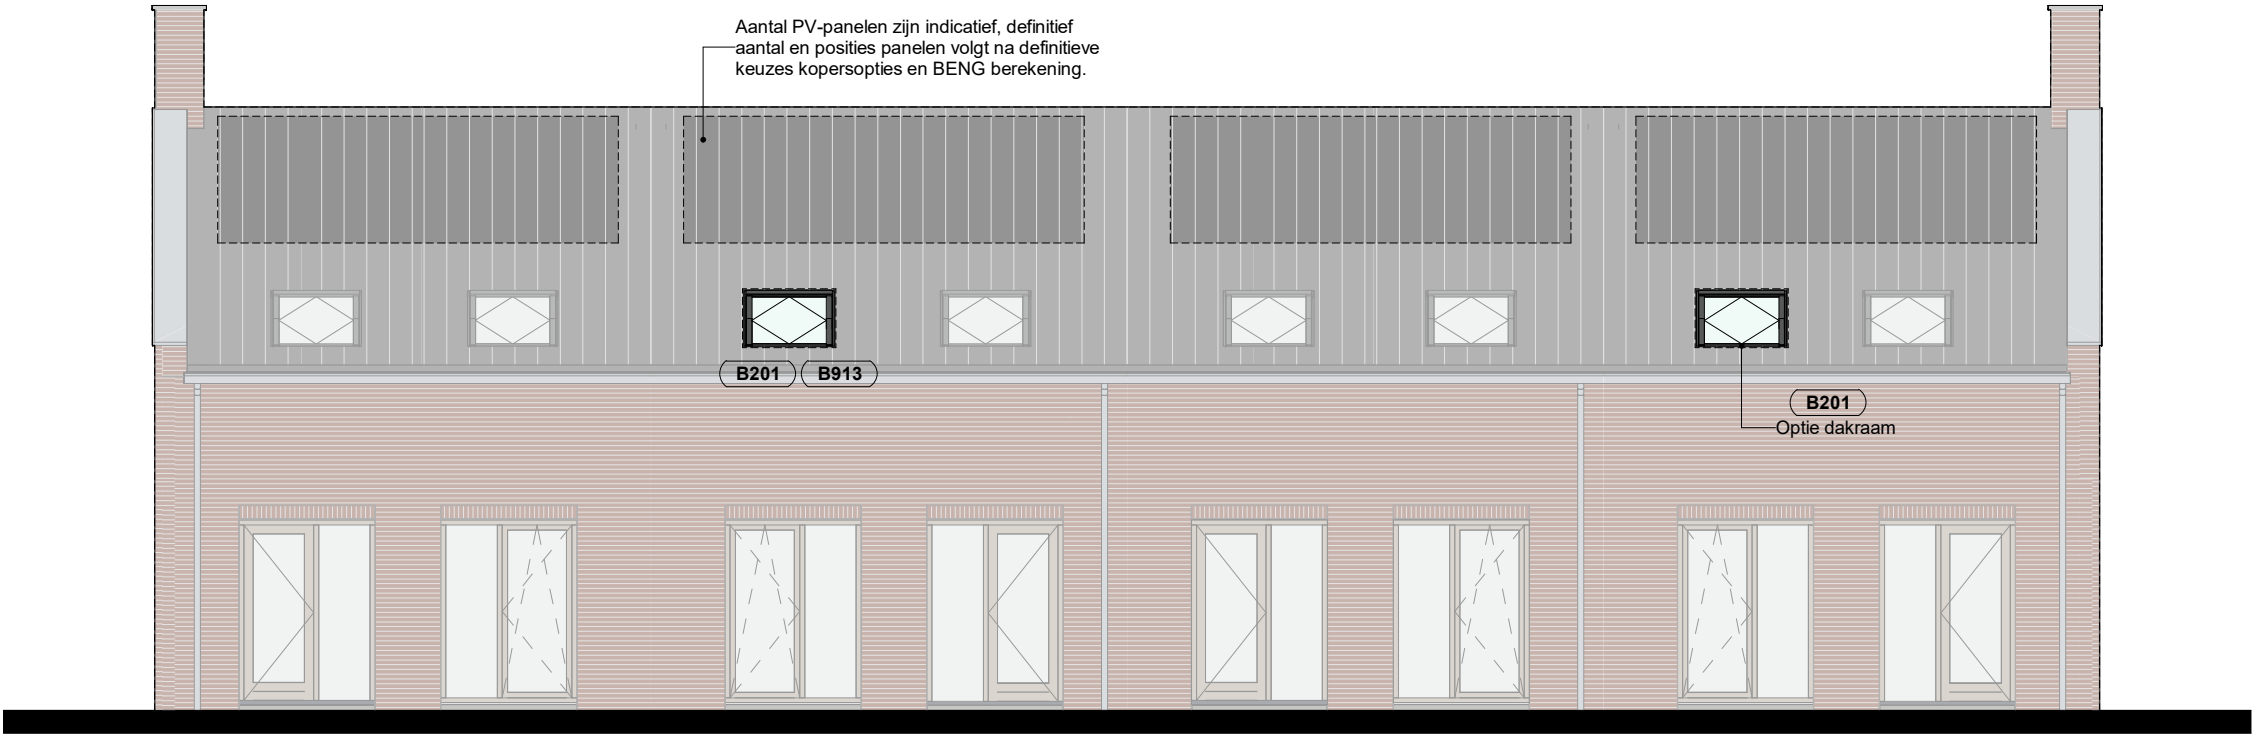 Aantal PV-panelen zijn indicatief, definitief
aantal en posities panelen volgt na definitieve
keuzes kopersopties en BENG berekening.
B201 B913
B201
Optie dakraam